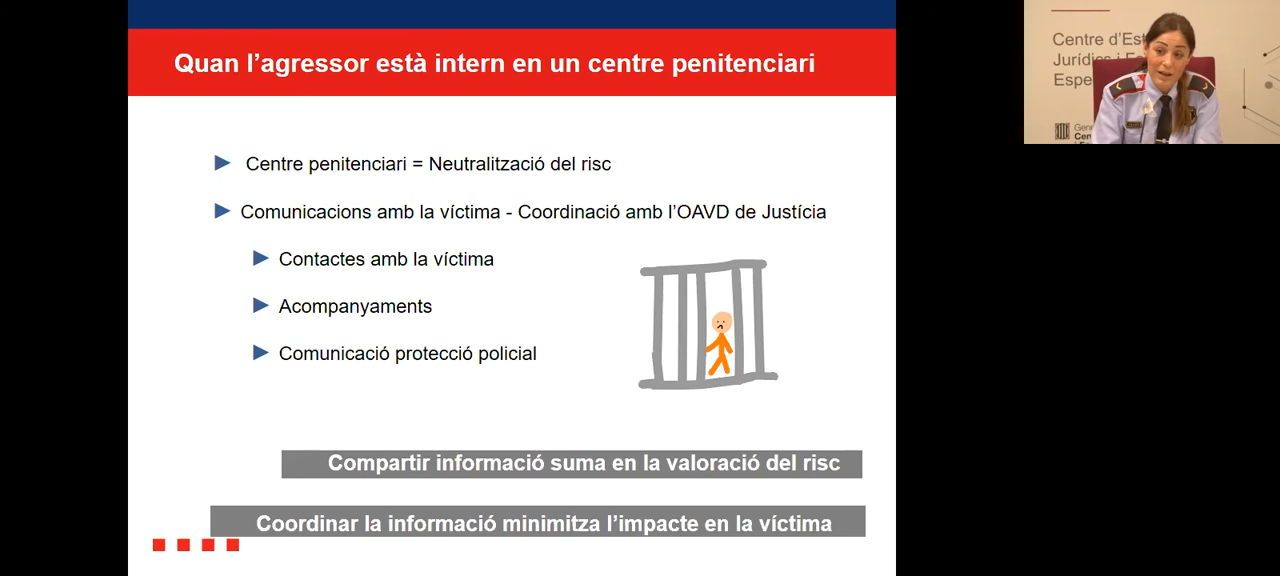 Quan l’agressor està intern en un centre penitenciari
Centre penitenciari = Neutralització del risc
Comunicacions amb la víctima - Coordinació amb l’OAVD de Justícia
Contactes amb la víctima
Acompanyaments
Comunicació protecció policial
Compartir informació suma en la valoració del risc
Coordinar la informació minimitza l’impacte en la víctima
Centre d’Est
Jurídics i
Espe
Gene
Cen